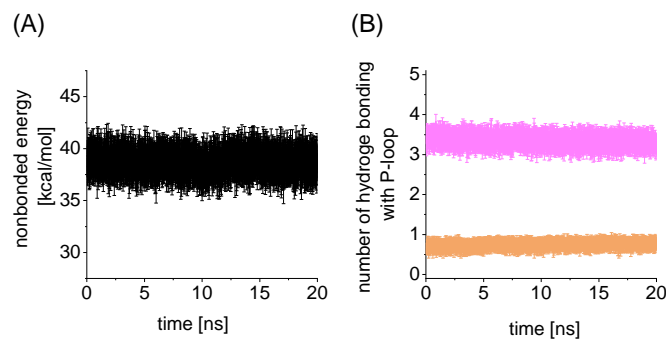 (A)
nonbonded energy
[kcal/mol]
45
40
35
30
0
5
10
15
20
time [ns]
(B)
number of hydroge bonding
with P-loop
5
4
3
2
1
0
0
5
10
15
20
time [ns]